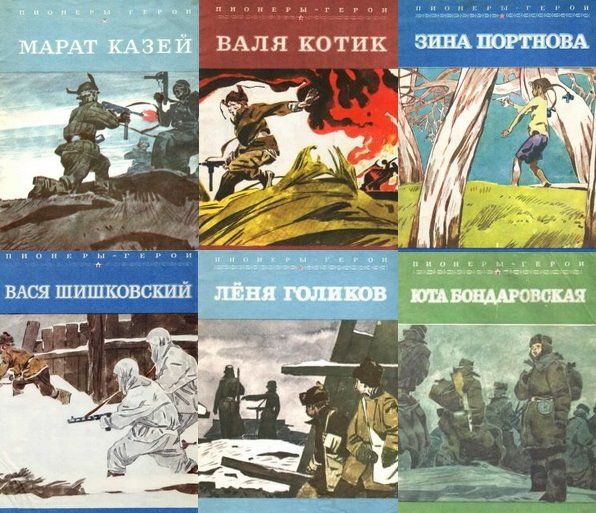 ПИОНЕРЫ-ГЕРОИ
МАРАТ КАЗЕЙ
ПИОНЕРЫ-ГЕРОИ
ВАЛЯ КОТИК
ПИОНЕРЫ-ГЕРОИ
ЗИНА ПОРТНОВА
ПИОНЕРЫ-ГЕРОИ
ВАСЯ ШИШКОВСКИЙ
ПИОНЕРЫ-ГЕРОИ
ЛЁНЯ ГОЛИКОВ
ПИОНЕРЫ-ГЕРОИ
ЮТА БОНДАРОВСКАЯ